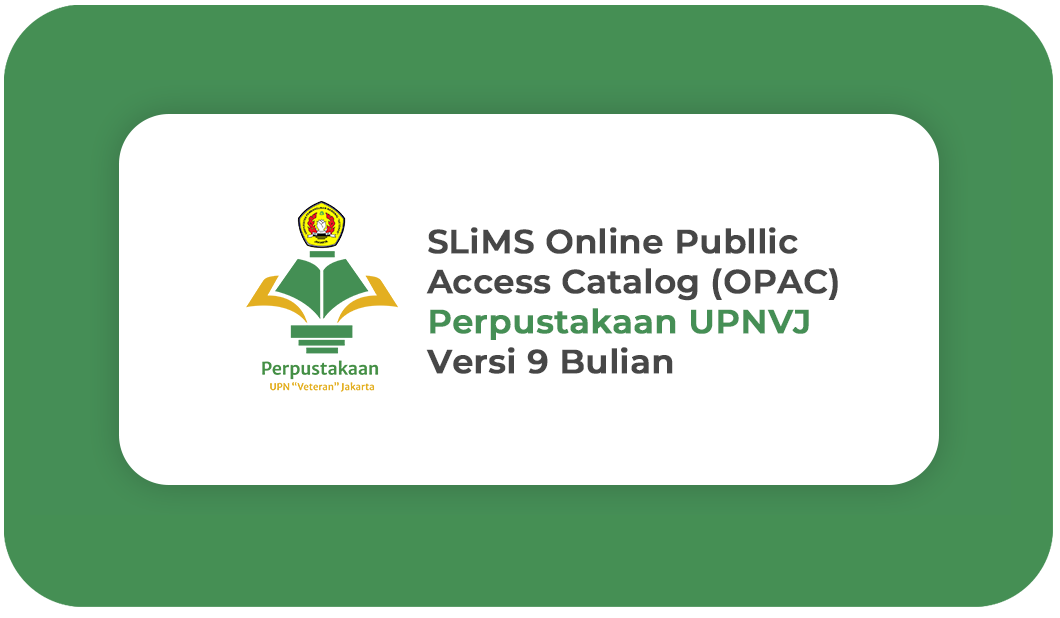 SLiMS Online Publlic
Access Catalog (OPAC)
Perpustakaan UPNVJ
Versi 9 Bulian
Perpustakaan
UPN "Veteran" Jakarta